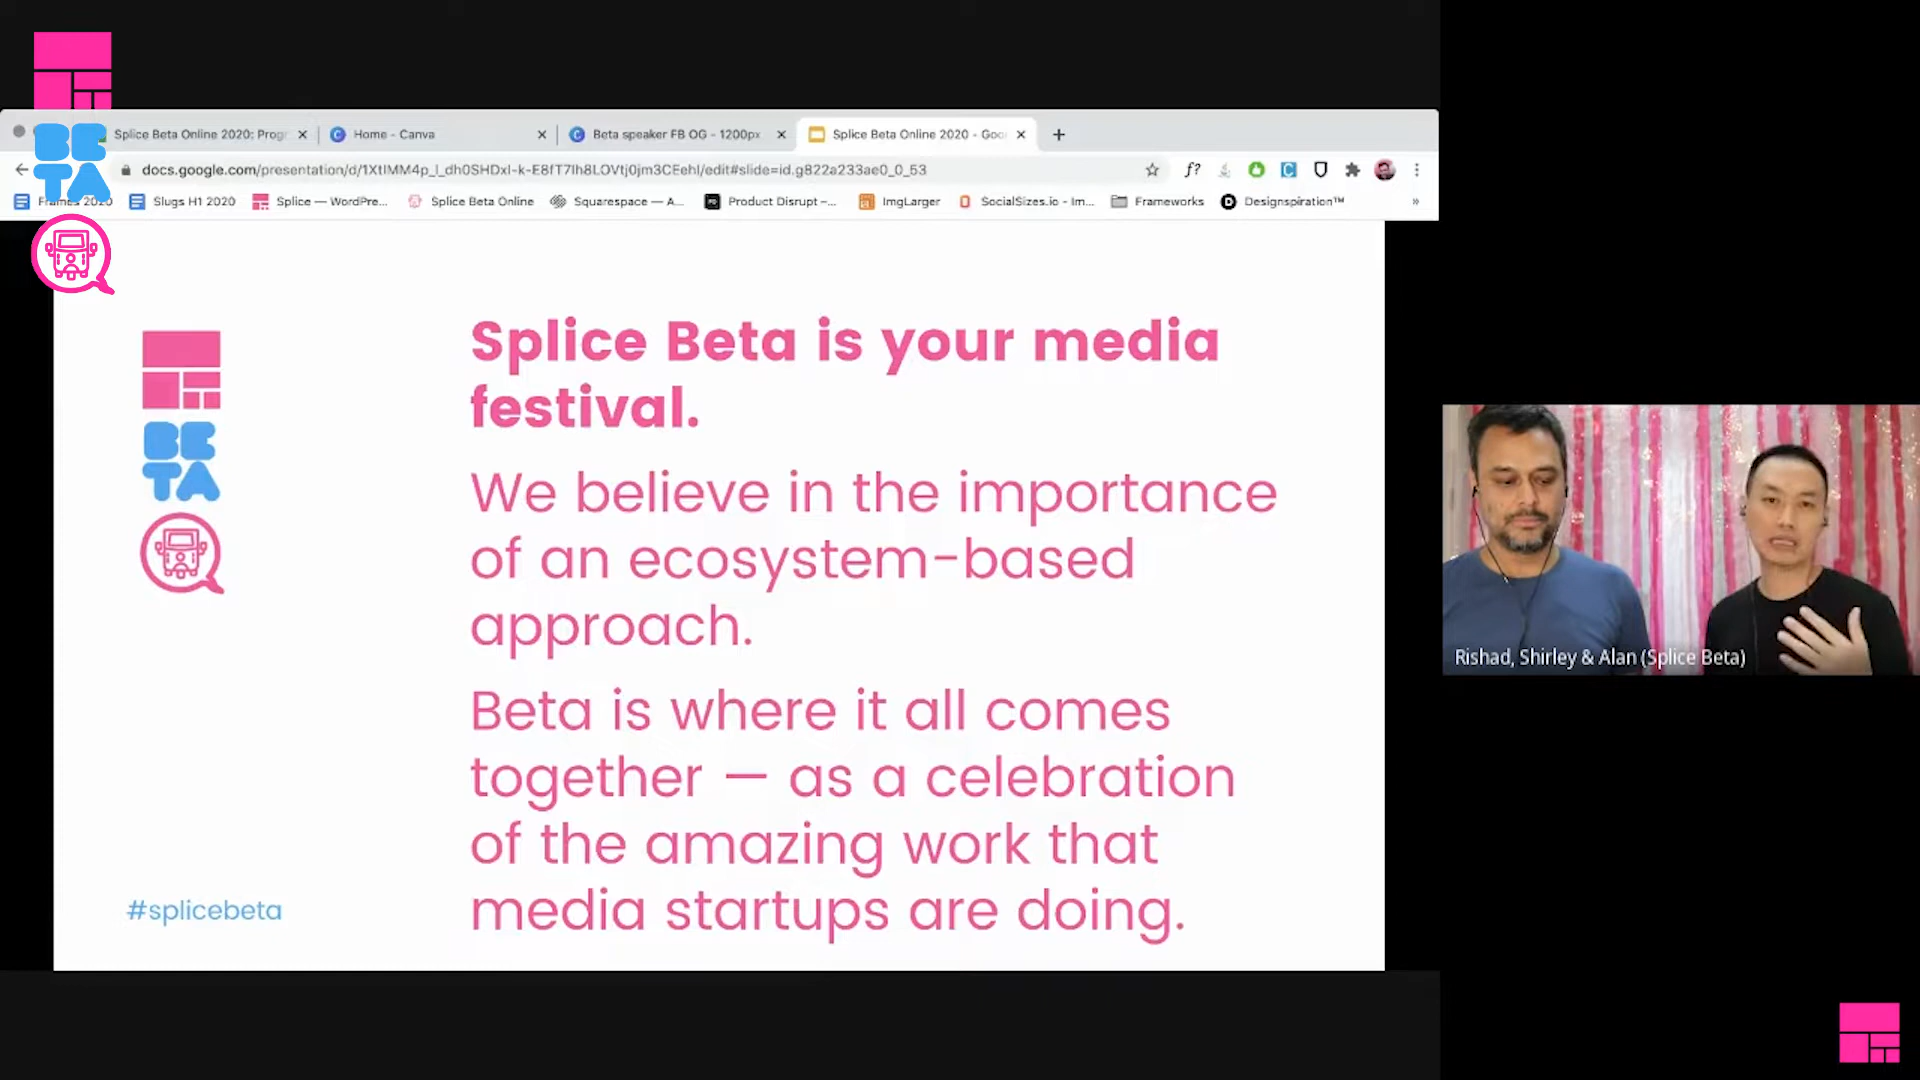 BE
TA
Splice Beta Online 2020: Prog
Home - Canva
Beta speaker FB OG - 1200px
Splice Beta Online 2020 - Goo
docs.google.com/presentation/d/
/edit#slide=id.g822a233ae0_0_53
f?
Frames 2020
Slugs H1 2020
Splice — WordPre...
Splice Beta Online
Squarespace — A...
Product Disrupt –...
ImgLarger
SocialSizes.io - Im...
Frameworks
Designspiration™
»
BE
TA
#splicebeta
Splice Beta is your media
festival.
We believe in the importance
of an ecosystem-based
approach.
Beta is where it all comes
together — as a celebration
of the amazing work that
media startups are doing.
Rishad, Shirley & Alan (Splice Beta)